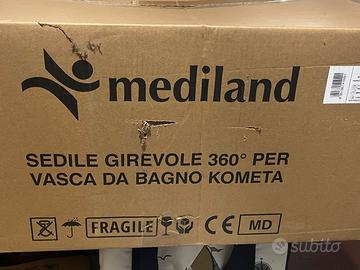 mediland
SEDILE GIREVOLE 360° PER
VASCA DA BAGNO KOMETA
FRAGILE CE MD
subito